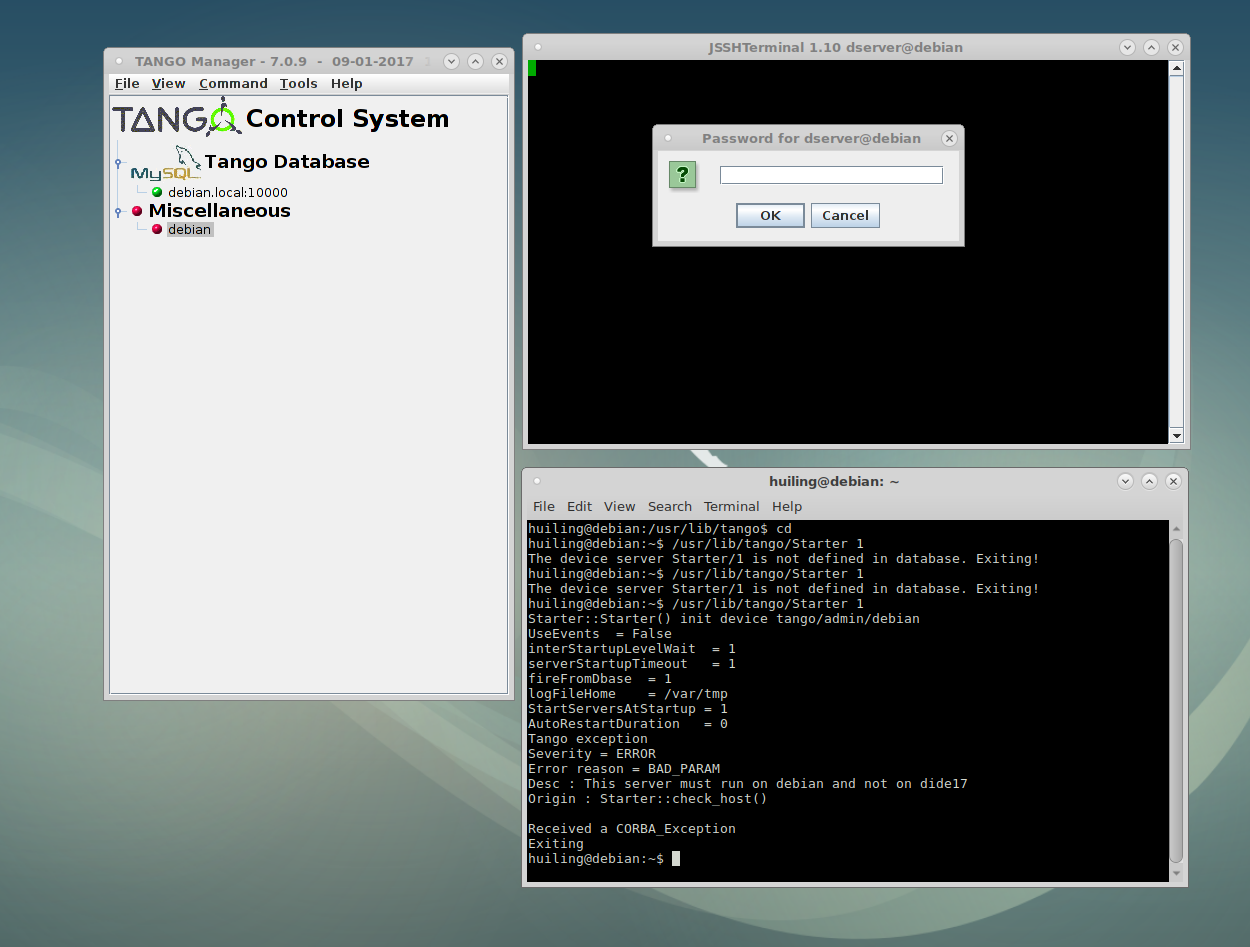 TANGO Manager - 7.0.9 - 09-01-2017
File View Command Tools Help
TANGO Control System
MySQL Tango Database
debian.local:10000
Miscellaneous
debian
JSSHTerminal 1.10 dserver@debian
Password for dserver@debian
?
OK Cancel
huiling@debian: ~
File Edit View Search Terminal Help
huiling@debian:/usr/lib/tango$ cd
huiling@debian:~$ /usr/lib/tango/Starter 1
The device server Starter/1 is not defined in database. Exiting!
huiling@debian:~$ /usr/lib/tango/Starter 1
The device server Starter/1 is not defined in database. Exiting!
huiling@debian:~$ /usr/lib/tango/Starter 1
Starter::Starter() init device tango/admin/debian
UseEvents  = False
interStartupLevelWait  = 1
serverStartupTimeout   = 1
fireFromDbase  = 1
logFileHome    = /var/tmp
StartServersAtStartup = 1
AutoRestartDuration   = 0
Tango exception
Severity = ERROR
Error reason = BAD_PARAM
Desc : This server must run on debian and not on dide17
Origin : Starter::check_host()
Received a CORBA_Exception
Exiting
huiling@debian:~$